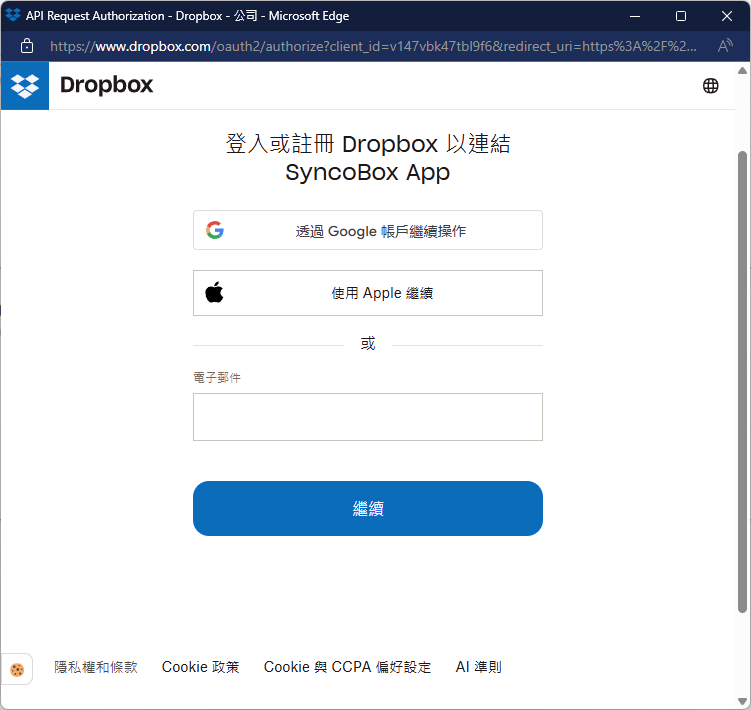 API Request Authorization - Dropbox - 公司 - Microsoft Edge
https://www.dropbox.com/oauth2/authorize?client_id=v147vbk47tbl9f6&redirect_uri=https%3A%2F%2...
Dropbox
登入或註冊 Dropbox 以連結
SyncoBox App
透過 Google 帳戶繼續操作
使用 Apple 繼續
或
電子郵件
繼續
隱私權和條款 Cookie 政策 Cookie 與 CCPA 偏好設定 AI 準則